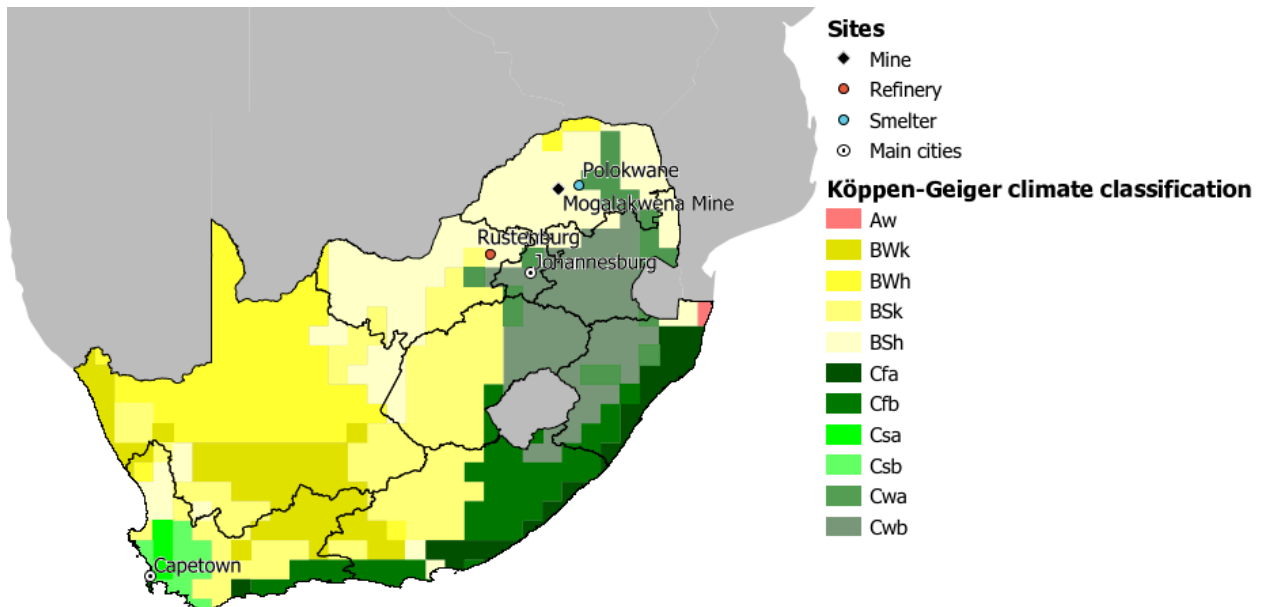 Sites
Mine
Refinery
Smelter
Main cities
Köppen-Geiger climate classification
Aw
BWk
BWh
BSk
BSh
Cfa
Cfb
Csa
Csb
Cwa
Cwb
Polokwane
Mogalakwena Mine
Rustenburg
Johannesburg
Capetown